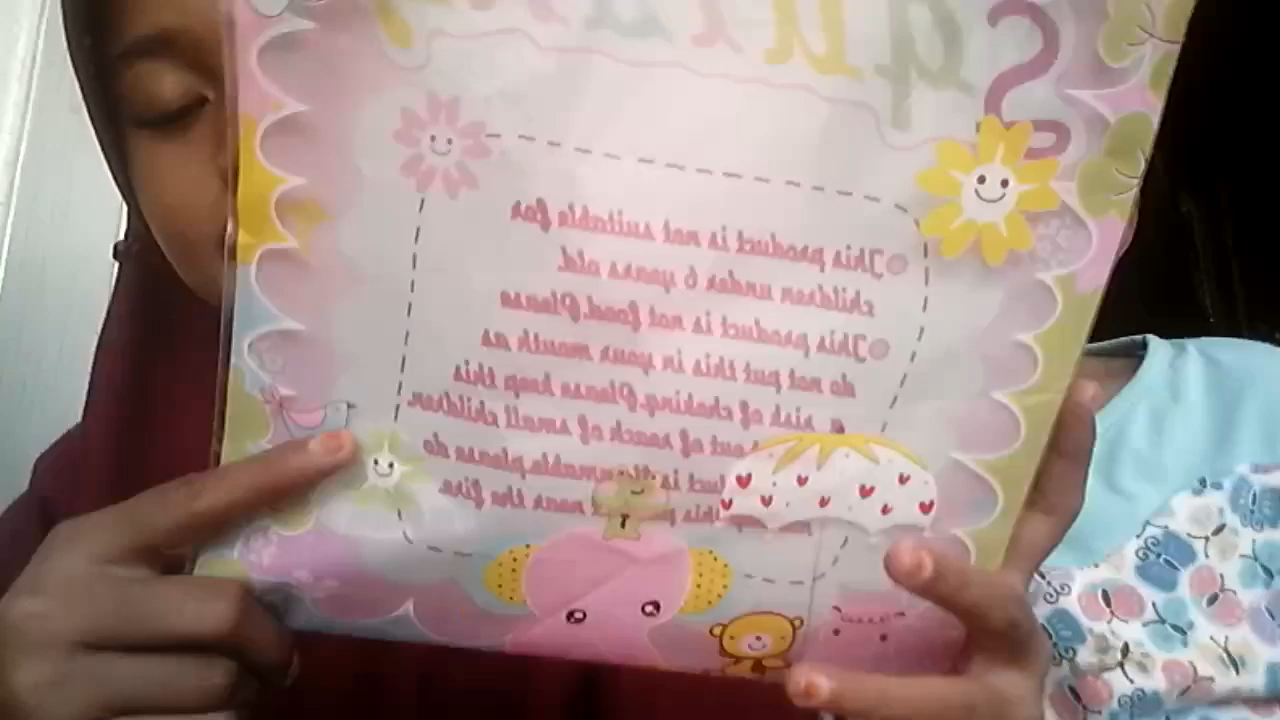 This product is not suitable for
children under 6 years old.
This product is not food.Please
do not put this in your mouth as
a risk of choking.Please keep this
out of reach of small children.
is flammable.please do
this near the fire.